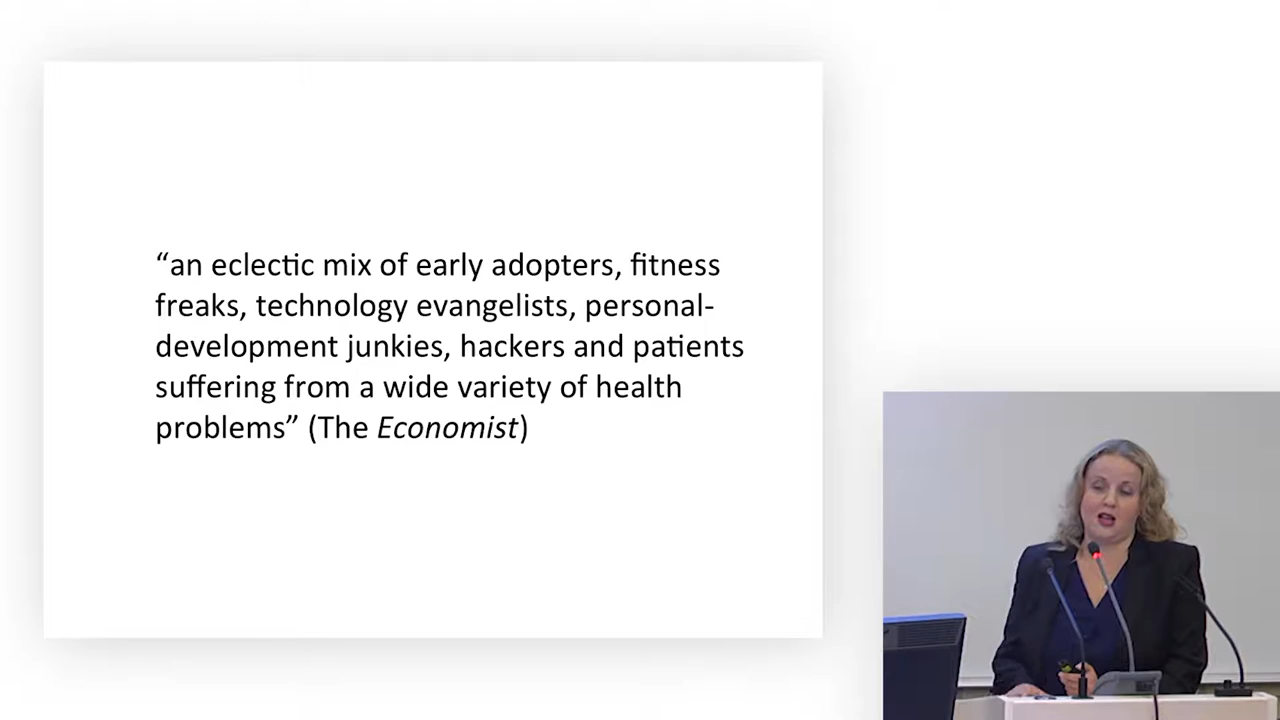 “an eclectic mix of early adopters, fitness
freaks, technology evangelists, personal-
development junkies, hackers and patients
suffering from a wide variety of health
problems” (The Economist)